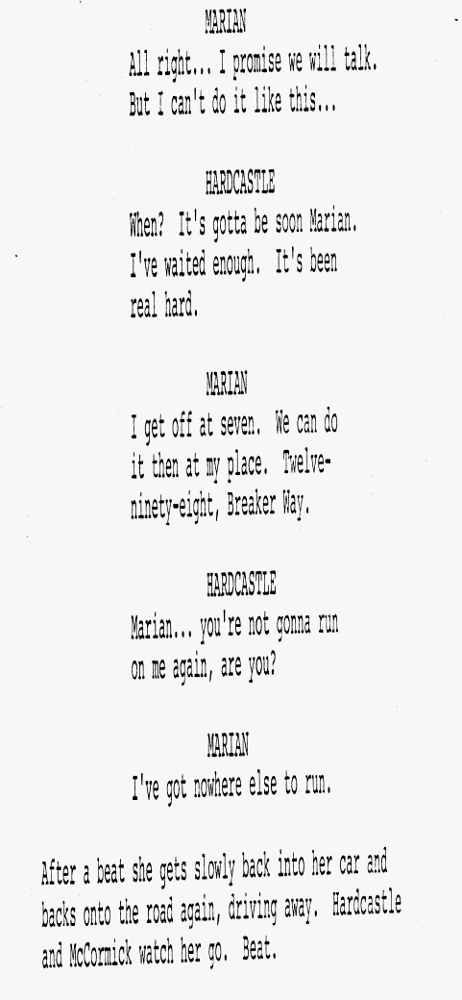 MARIAN
All right... I promise we will talk.
But I can't do it like this...
HARDCASTLE
When? It's gotta be soon Marian.
I've waited enough. It's been
real hard.
MARIAN
I get off at seven. We can do
it then at my place. Twelve-
ninety-eight, Breaker Way.
HARDCASTLE
Marian... you're not gonna run
on me again, are you?
MARIAN
I've got nowhere else to run.
After a beat she gets slowly back into her car and
backs onto the road again, driving away. Hardcastle
and McCormick watch her go. Beat.